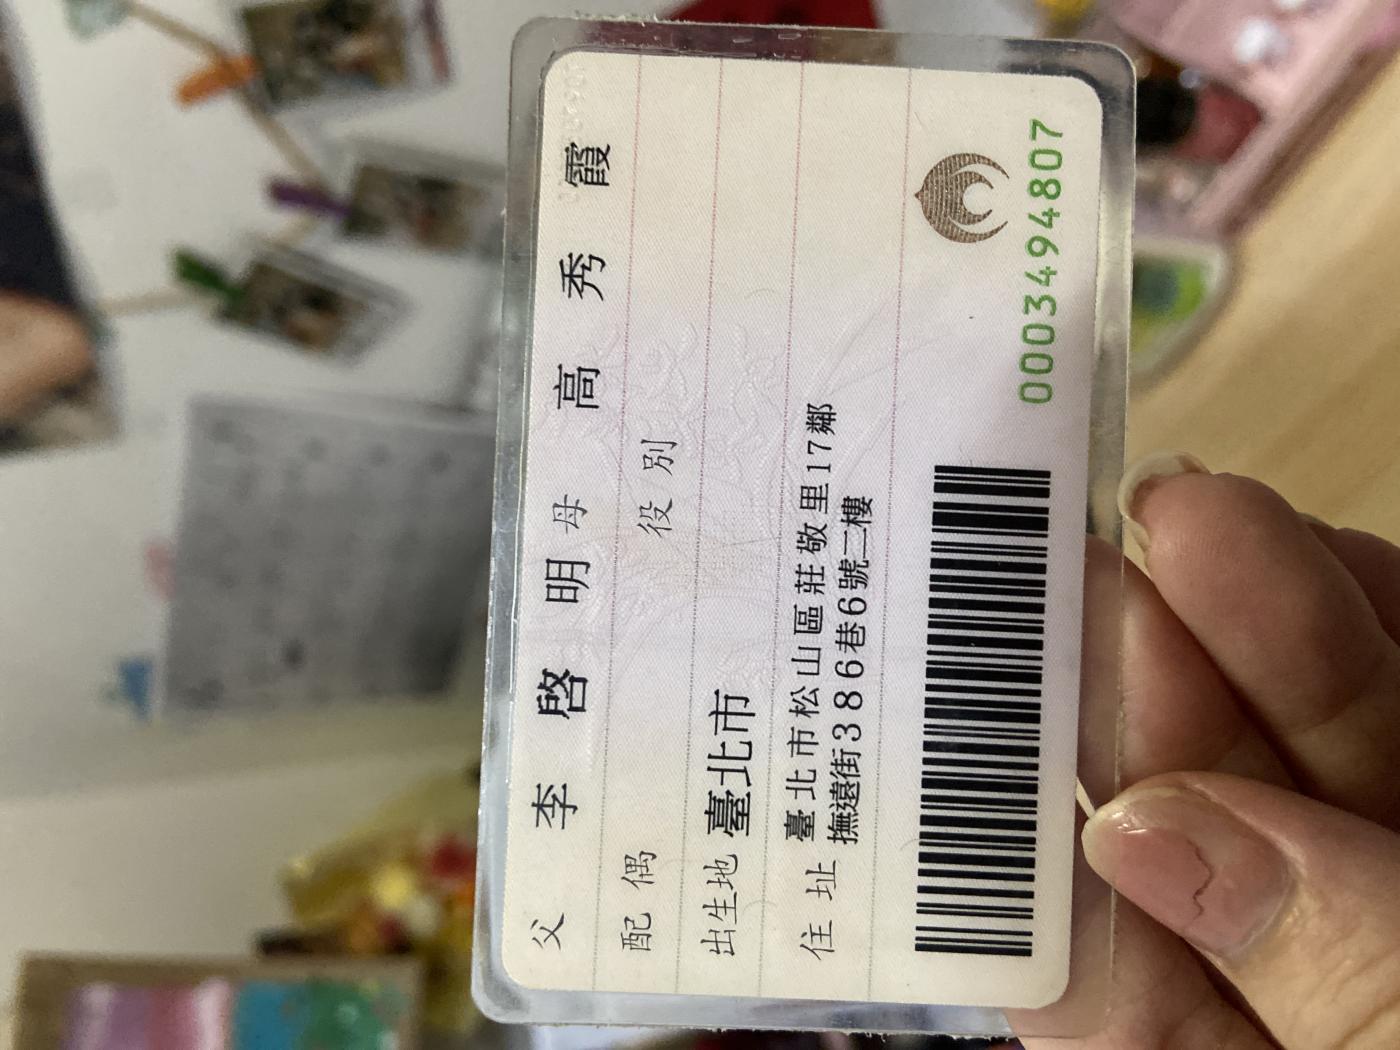 父 李啓明 母 高秀霞
配偶 役別
出生地 臺北市
住址 臺北市松山區莊敬里17鄰
撫遠街386巷6號二樓
0003494807